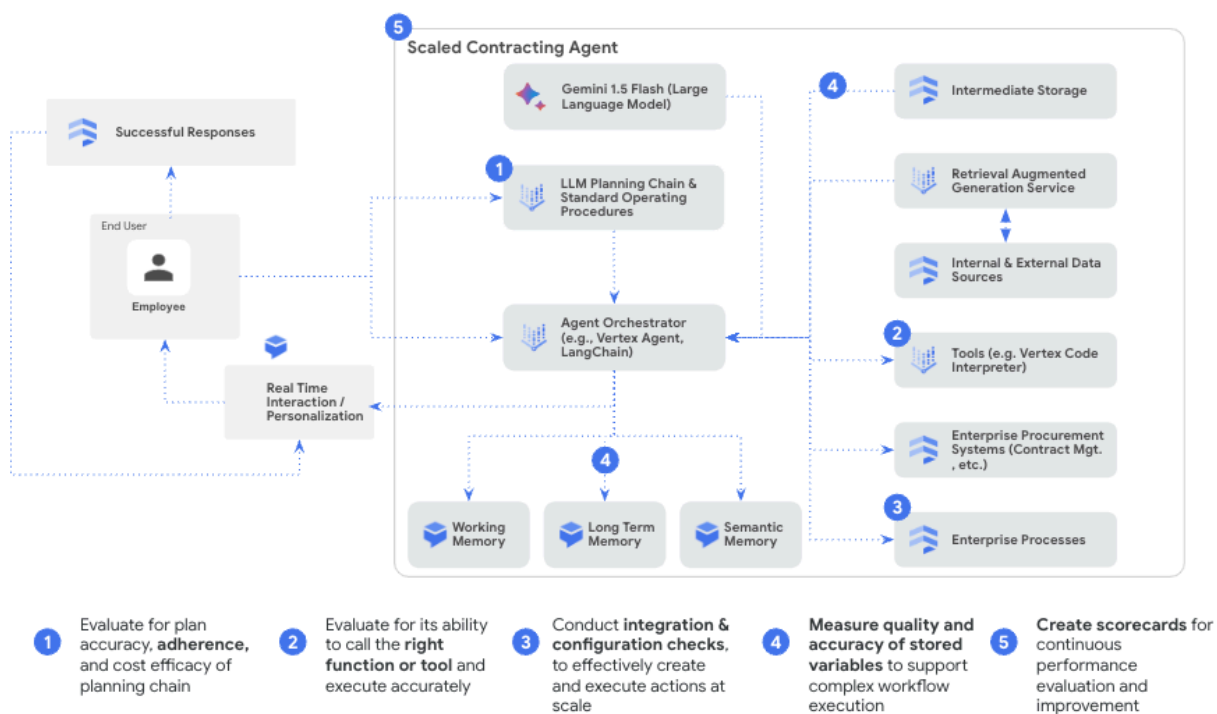 5
Scaled Contracting Agent
Gemini 1.5 Flash (Large
Language Model)
4
Intermediate Storage
Successful Responses
1
LLM Planning Chain &
Standard Operating
Procedures
Retrieval Augmented
Generation Service
End User
Employee
Internal & External Data
Sources
Agent Orchestrator
(e.g., Vertex Agent,
LangChain)
2
Tools (e.g. Vertex Code
Interpreter)
Real Time
Interaction /
Personalization
Enterprise Procurement
Systems (Contract Mgt.
, etc.)
4
3
Working
Memory
Long Term
Memory
Semantic
Memory
Enterprise Processes
1
Evaluate for plan
accuracy, adherence,
and cost efficacy of
planning chain
2
Evaluate for its ability
to call the right
function or tool and
execute accurately
3
Conduct integration &
configuration checks,
to effectively create
and execute actions at
scale
4
Measure quality and
accuracy of stored
variables to support
complex workflow
execution
5
Create scorecards for
continuous
performance
evaluation and
improvement